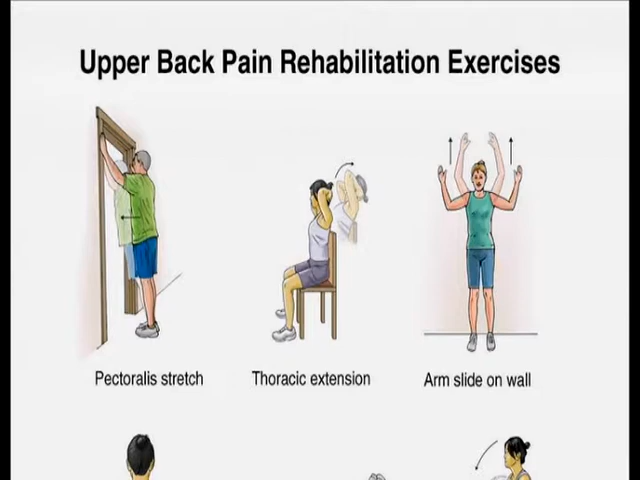 Upper Back Pain Rehabilitation Exercises
Pectoralis stretch
Thoracic extension
Arm slide on wall